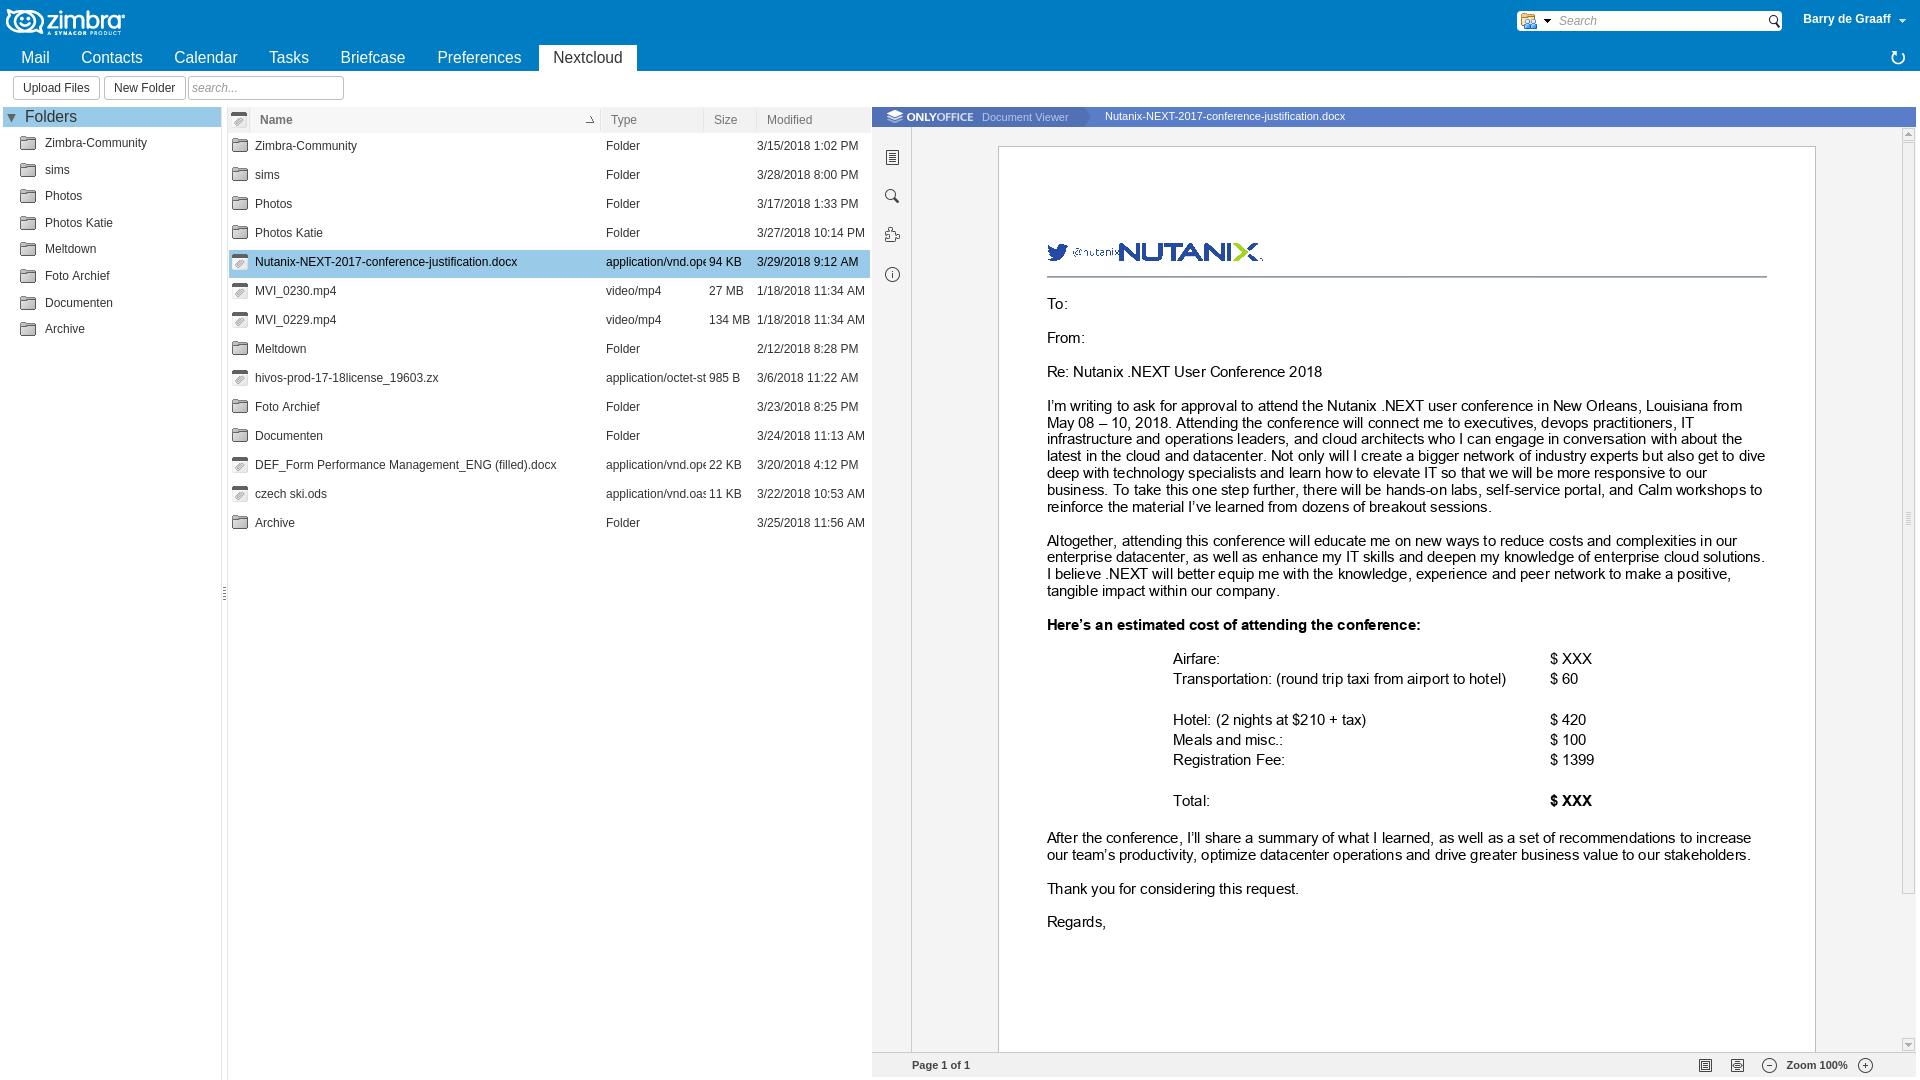 zimbra
A SYNACOR PRODUCT
Search
Barry de Graaff
Mail Contacts Calendar Tasks Briefcase Preferences Nextcloud
Upload Files New Folder search...
Folders
Zimbra-Community
sims
Photos
Photos Katie
Meltdown
Foto Archief
Documenten
Archive
Name Type Size Modified
Zimbra-Community Folder 3/15/2018 1:02 PM
sims Folder 3/28/2018 8:00 PM
Photos Folder 3/17/2018 1:33 PM
Photos Katie Folder 3/27/2018 10:14 PM
Nutanix-NEXT-2017-conference-justification.docx application/vnd.ope 94 KB 3/29/2018 9:12 AM
MVI_0230.mp4 video/mp4 27 MB 1/18/2018 11:34 AM
MVI_0229.mp4 video/mp4 134 MB 1/18/2018 11:34 AM
Meltdown Folder 2/12/2018 8:28 PM
hivos-prod-17-18license_19603.zx application/octet-st 985 B 3/6/2018 11:22 AM
Foto Archief Folder 3/23/2018 8:25 PM
Documenten Folder 3/24/2018 11:13 AM
DEF_Form Performance Management_ENG (filled).docx application/vnd.ope 22 KB 3/20/2018 4:12 PM
czech ski.ods application/vnd.oas 11 KB 3/22/2018 10:53 AM
Archive Folder 3/25/2018 11:56 AM
ONLYOFFICE Document Viewer Nutanix-NEXT-2017-conference-justification.docx
@nutanix NUTANIX
To:
From:
Re: Nutanix .NEXT User Conference 2018
I’m writing to ask for approval to attend the Nutanix .NEXT user conference in New Orleans, Louisiana from
May 08 – 10, 2018. Attending the conference will connect me to executives, devops practitioners, IT
infrastructure and operations leaders, and cloud architects who I can engage in conversation with about the
latest in the cloud and datacenter. Not only will I create a bigger network of industry experts but also get to dive
deep with technology specialists and learn how to elevate IT so that we will be more responsive to our
business. To take this one step further, there will be hands-on labs, self-service portal, and Calm workshops to
reinforce the material I’ve learned from dozens of breakout sessions.
Altogether, attending this conference will educate me on new ways to reduce costs and complexities in our
enterprise datacenter, as well as enhance my IT skills and deepen my knowledge of enterprise cloud solutions.
I believe .NEXT will better equip me with the knowledge, experience and peer network to make a positive,
tangible impact within our company.
Here’s an estimated cost of attending the conference:
Airfare: $ XXX
Transportation: (round trip taxi from airport to hotel) $ 60
Hotel: (2 nights at $210 + tax) $ 420
Meals and misc.: $ 100
Registration Fee: $ 1399
Total: $ XXX
After the conference, I’ll share a summary of what I learned, as well as a set of recommendations to increase
our team’s productivity, optimize datacenter operations and drive greater business value to our stakeholders.
Thank you for considering this request.
Regards,
Page 1 of 1 Zoom 100%